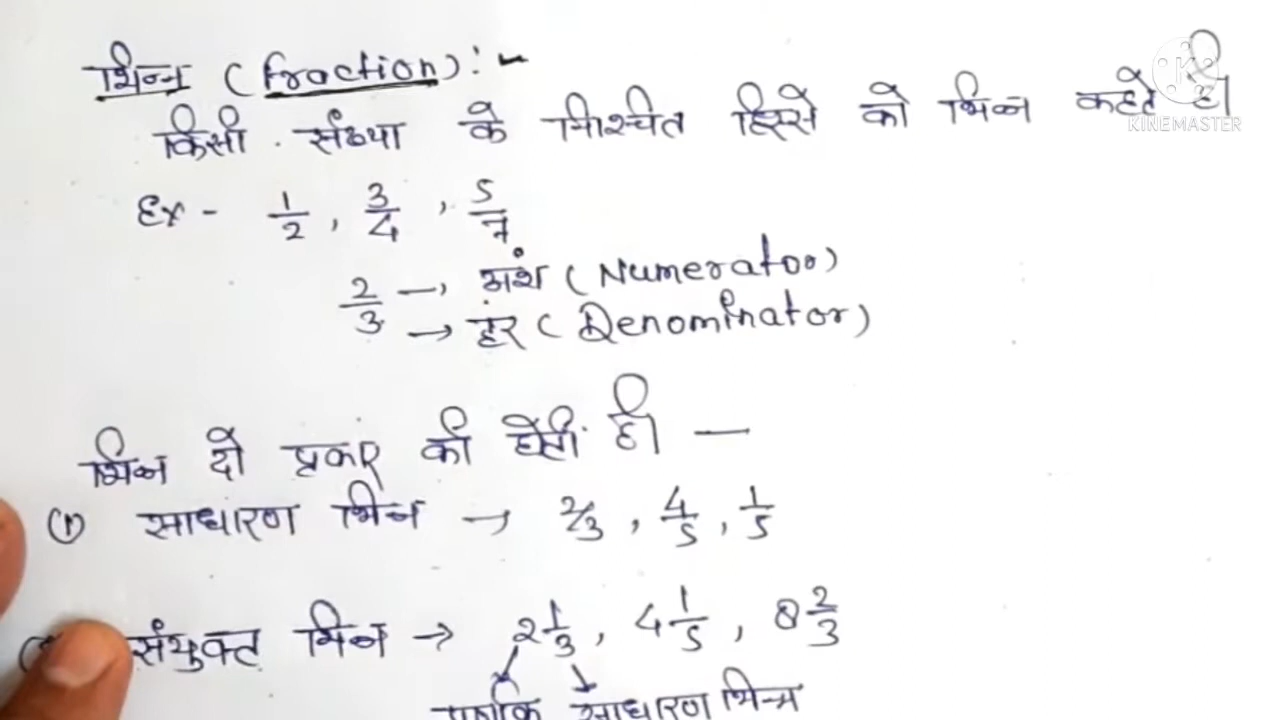 भिन्न (fraction) :-
किसी संख्या के निश्चित हिस्से को भिन्न कहते है।
KINEMASTER
Ex - 1/2, 3/4, 5/7
2/3 → अंश (Numerator)
→ हर (Denominator)
भिन्न दो प्रकार की होती है। —
(1) साधारण भिन्न → 2/3, 4/5, 1/5
संयुक्त भिन्न → 2 1/3, 4 1/5, 8 2/3
पूर्णांक साधारण भिन्न